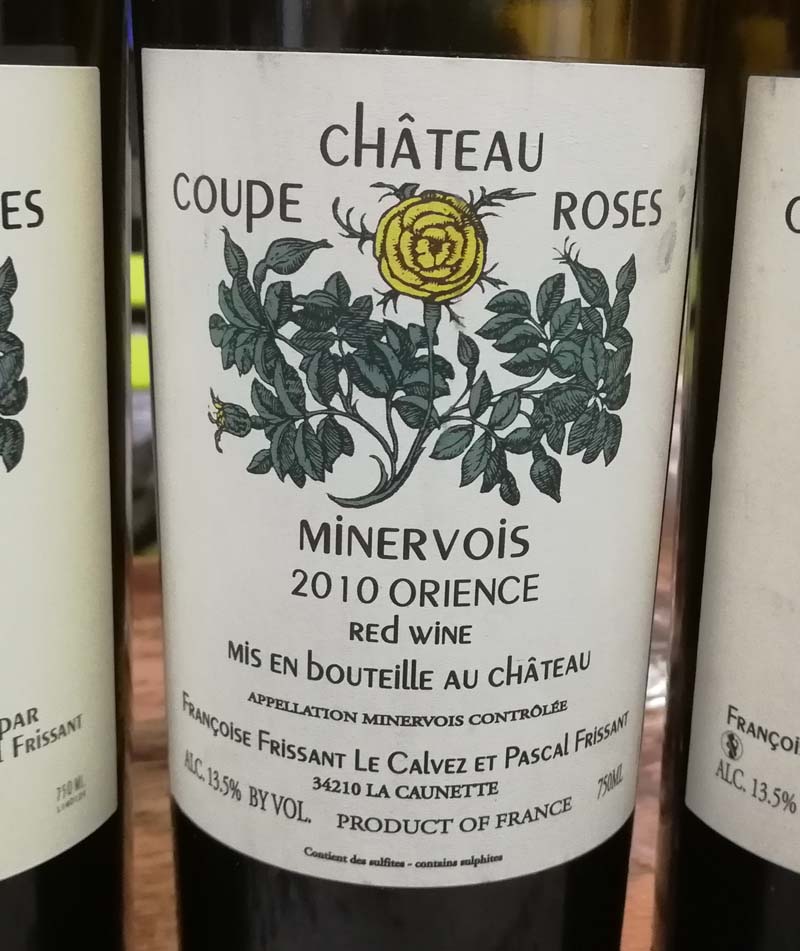 CHÂTEAU
COUPE ROSES
MINERVOIS
2010 ORIENCE
RED WINE
MIS EN BOUTEILLE AU CHÂTEAU
APPELLATION MINERVOIS CONTRÔLÉE
FRANÇOISE FRISSANT LE CALVEZ ET PASCAL FRISSANT
34210 LA CAUNETTE
ALC. 13.5% BY VOL. PRODUCT OF FRANCE 750ML
Contient des sulfites - contains sulphites
ES
PAR
FRISSANT
750 ML
C
FRANÇOI
ALC. 13.5%